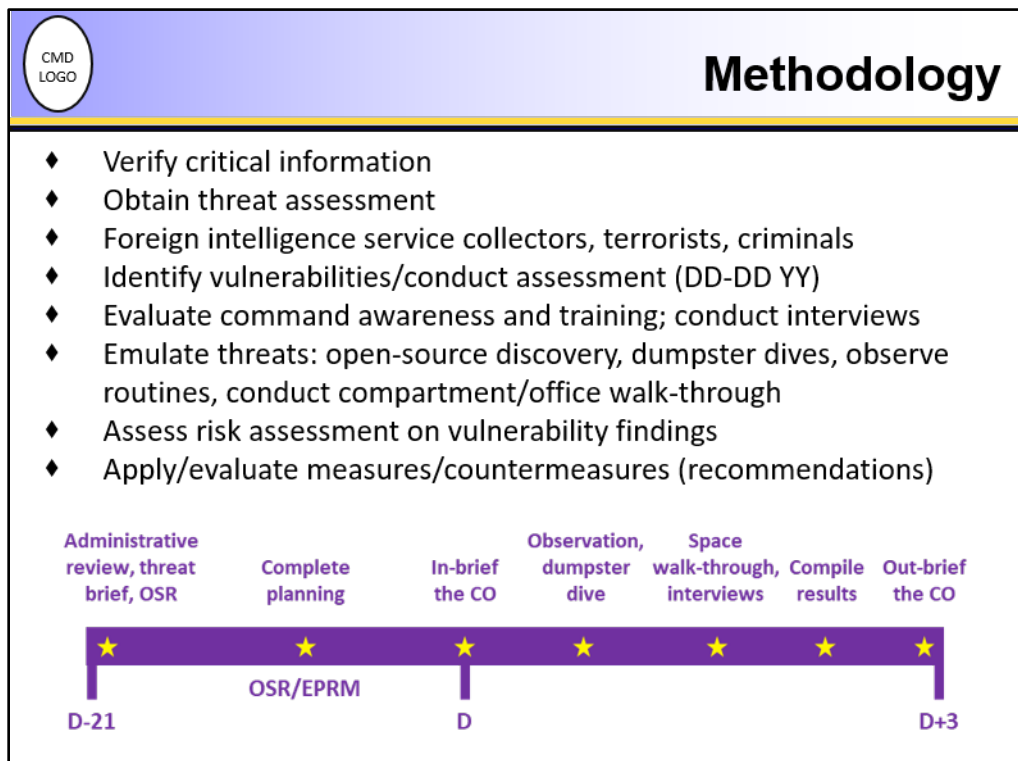 CMD
LOGO
Methodology
♦ Verify critical information
♦ Obtain threat assessment
♦ Foreign intelligence service collectors, terrorists, criminals
♦ Identify vulnerabilities/conduct assessment (DD-DD YY)
♦ Evaluate command awareness and training; conduct interviews
♦ Emulate threats: open-source discovery, dumpster dives, observe
routines, conduct compartment/office walk-through
♦ Assess risk assessment on vulnerability findings
♦ Apply/evaluate measures/countermeasures (recommendations)
Administrative
review, threat
brief, OSR
Complete
planning
In-brief
the CO
Observation,
dumpster
dive
Space
walk-through,
interviews
Compile
results
Out-brief
the CO
OSR/EPRM
D-21
D
D+3